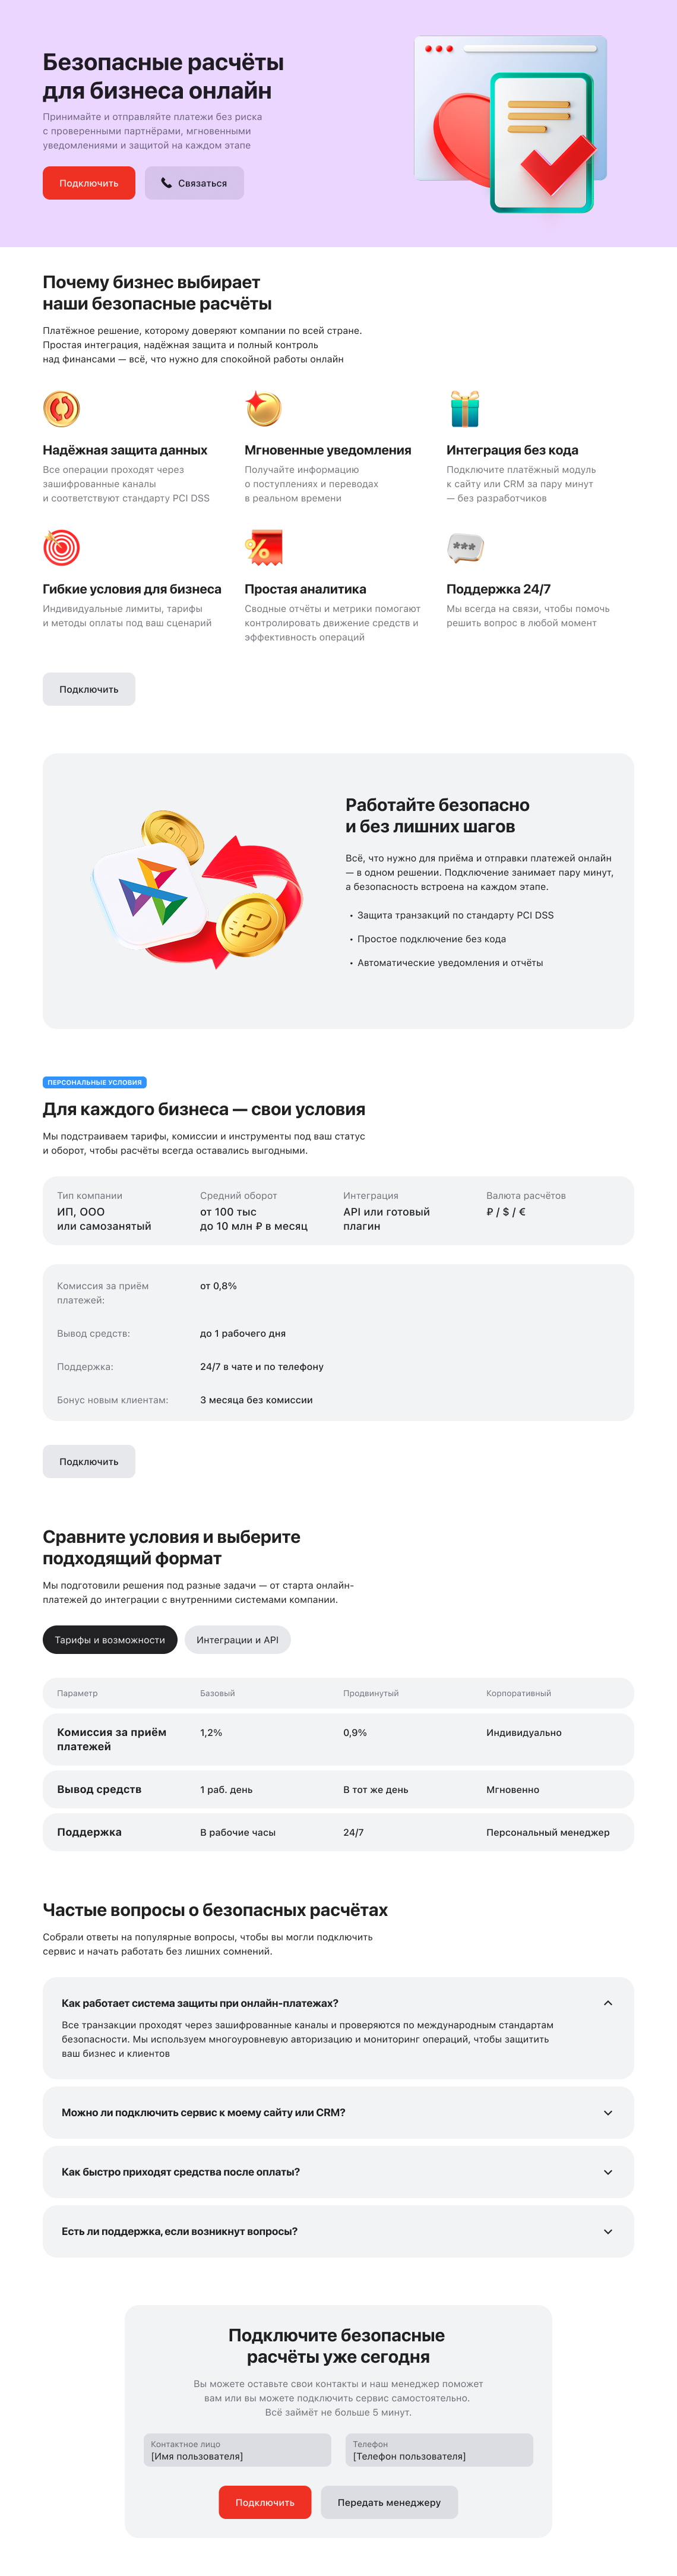 Безопасные расчёты
для бизнеса онлайн
Принимайте и отправляйте платежи без риска
с проверенными партнёрами, мгновенными
уведомлениями и защитой на каждом этапе
Подключить
Связаться
Почему бизнес выбирает
наши безопасные расчёты
Платёжное решение, которому доверяют компании по всей стране.
Простая интеграция, надёжная защита и полный контроль
над финансами — всё, что нужно для спокойной работы онлайн
Надёжная защита данных
Все операции проходят через
зашифрованные каналы
и соответствуют стандарту PCI DSS
Мгновенные уведомления
Получайте информацию
о поступлениях и переводах
в реальном времени
Интеграция без кода
Подключите платёжный модуль
к сайту или CRM за пару минут
— без разработчиков
%
***
Гибкие условия для бизнеса
Индивидуальные лимиты, тарифы
и методы оплаты под ваш сценарий
Простая аналитика
Сводные отчёты и метрики помогают
контролировать движение средств и
эффективность операций
Поддержка 24/7
Мы всегда на связи, чтобы помочь
решить вопрос в любой момент
Подключить
₽
Работайте безопасно
и без лишних шагов
Всё, что нужно для приёма и отправки платежей онлайн
— в одном решении. Подключение занимает пару минут,
а безопасность встроена на каждом этапе.
• Защита транзакций по стандарту PCI DSS
• Простое подключение без кода
• Автоматические уведомления и отчёты
ПЕРСОНАЛЬНЫЕ УСЛОВИЯ
Для каждого бизнеса — свои условия
Мы подстраиваем тарифы, комиссии и инструменты под ваш статус
и оборот, чтобы расчёты всегда оставались выгодными.
Тип компании
ИП, ООО
или самозанятый
Средний оборот
от 100 тыс
до 10 млн ₽ в месяц
Интеграция
API или готовый
плагин
Валюта расчётов
₽ / $ / €
Комиссия за приём
платежей:
от 0,8%
Вывод средств:
до 1 рабочего дня
Поддержка:
24/7 в чате и по телефону
Бонус новым клиентам:
3 месяца без комиссии
Подключить
Сравните условия и выберите
подходящий формат
Мы подготовили решения под разные задачи — от старта онлайн-
платежей до интеграции с внутренними системами компании.
Тарифы и возможности
Интеграции и API
Параметр
Базовый
Продвинутый
Корпоративный
Комиссия за приём
платежей
1,2%
0,9%
Индивидуально
Вывод средств
1 раб. день
В тот же день
Мгновенно
Поддержка
В рабочие часы
24/7
Персональный менеджер
Частые вопросы о безопасных расчётах
Собрали ответы на популярные вопросы, чтобы вы могли подключить
сервис и начать работать без лишних сомнений.
Как работает система защиты при онлайн-платежах?
Все транзакции проходят через зашифрованные каналы и проверяются по международным стандартам
безопасности. Мы используем многоуровневую авторизацию и мониторинг операций, чтобы защитить
ваш бизнес и клиентов
Можно ли подключить сервис к моему сайту или CRM?
Как быстро приходят средства после оплаты?
Есть ли поддержка, если возникнут вопросы?
Подключите безопасные
расчёты уже сегодня
Вы можете оставьте свои контакты и наш менеджер поможет
вам или вы можете подключить сервис самостоятельно.
Всё займёт не больше 5 минут.
Контактное лицо
[Имя пользователя]
Телефон
[Телефон пользователя]
Подключить
Передать менеджеру